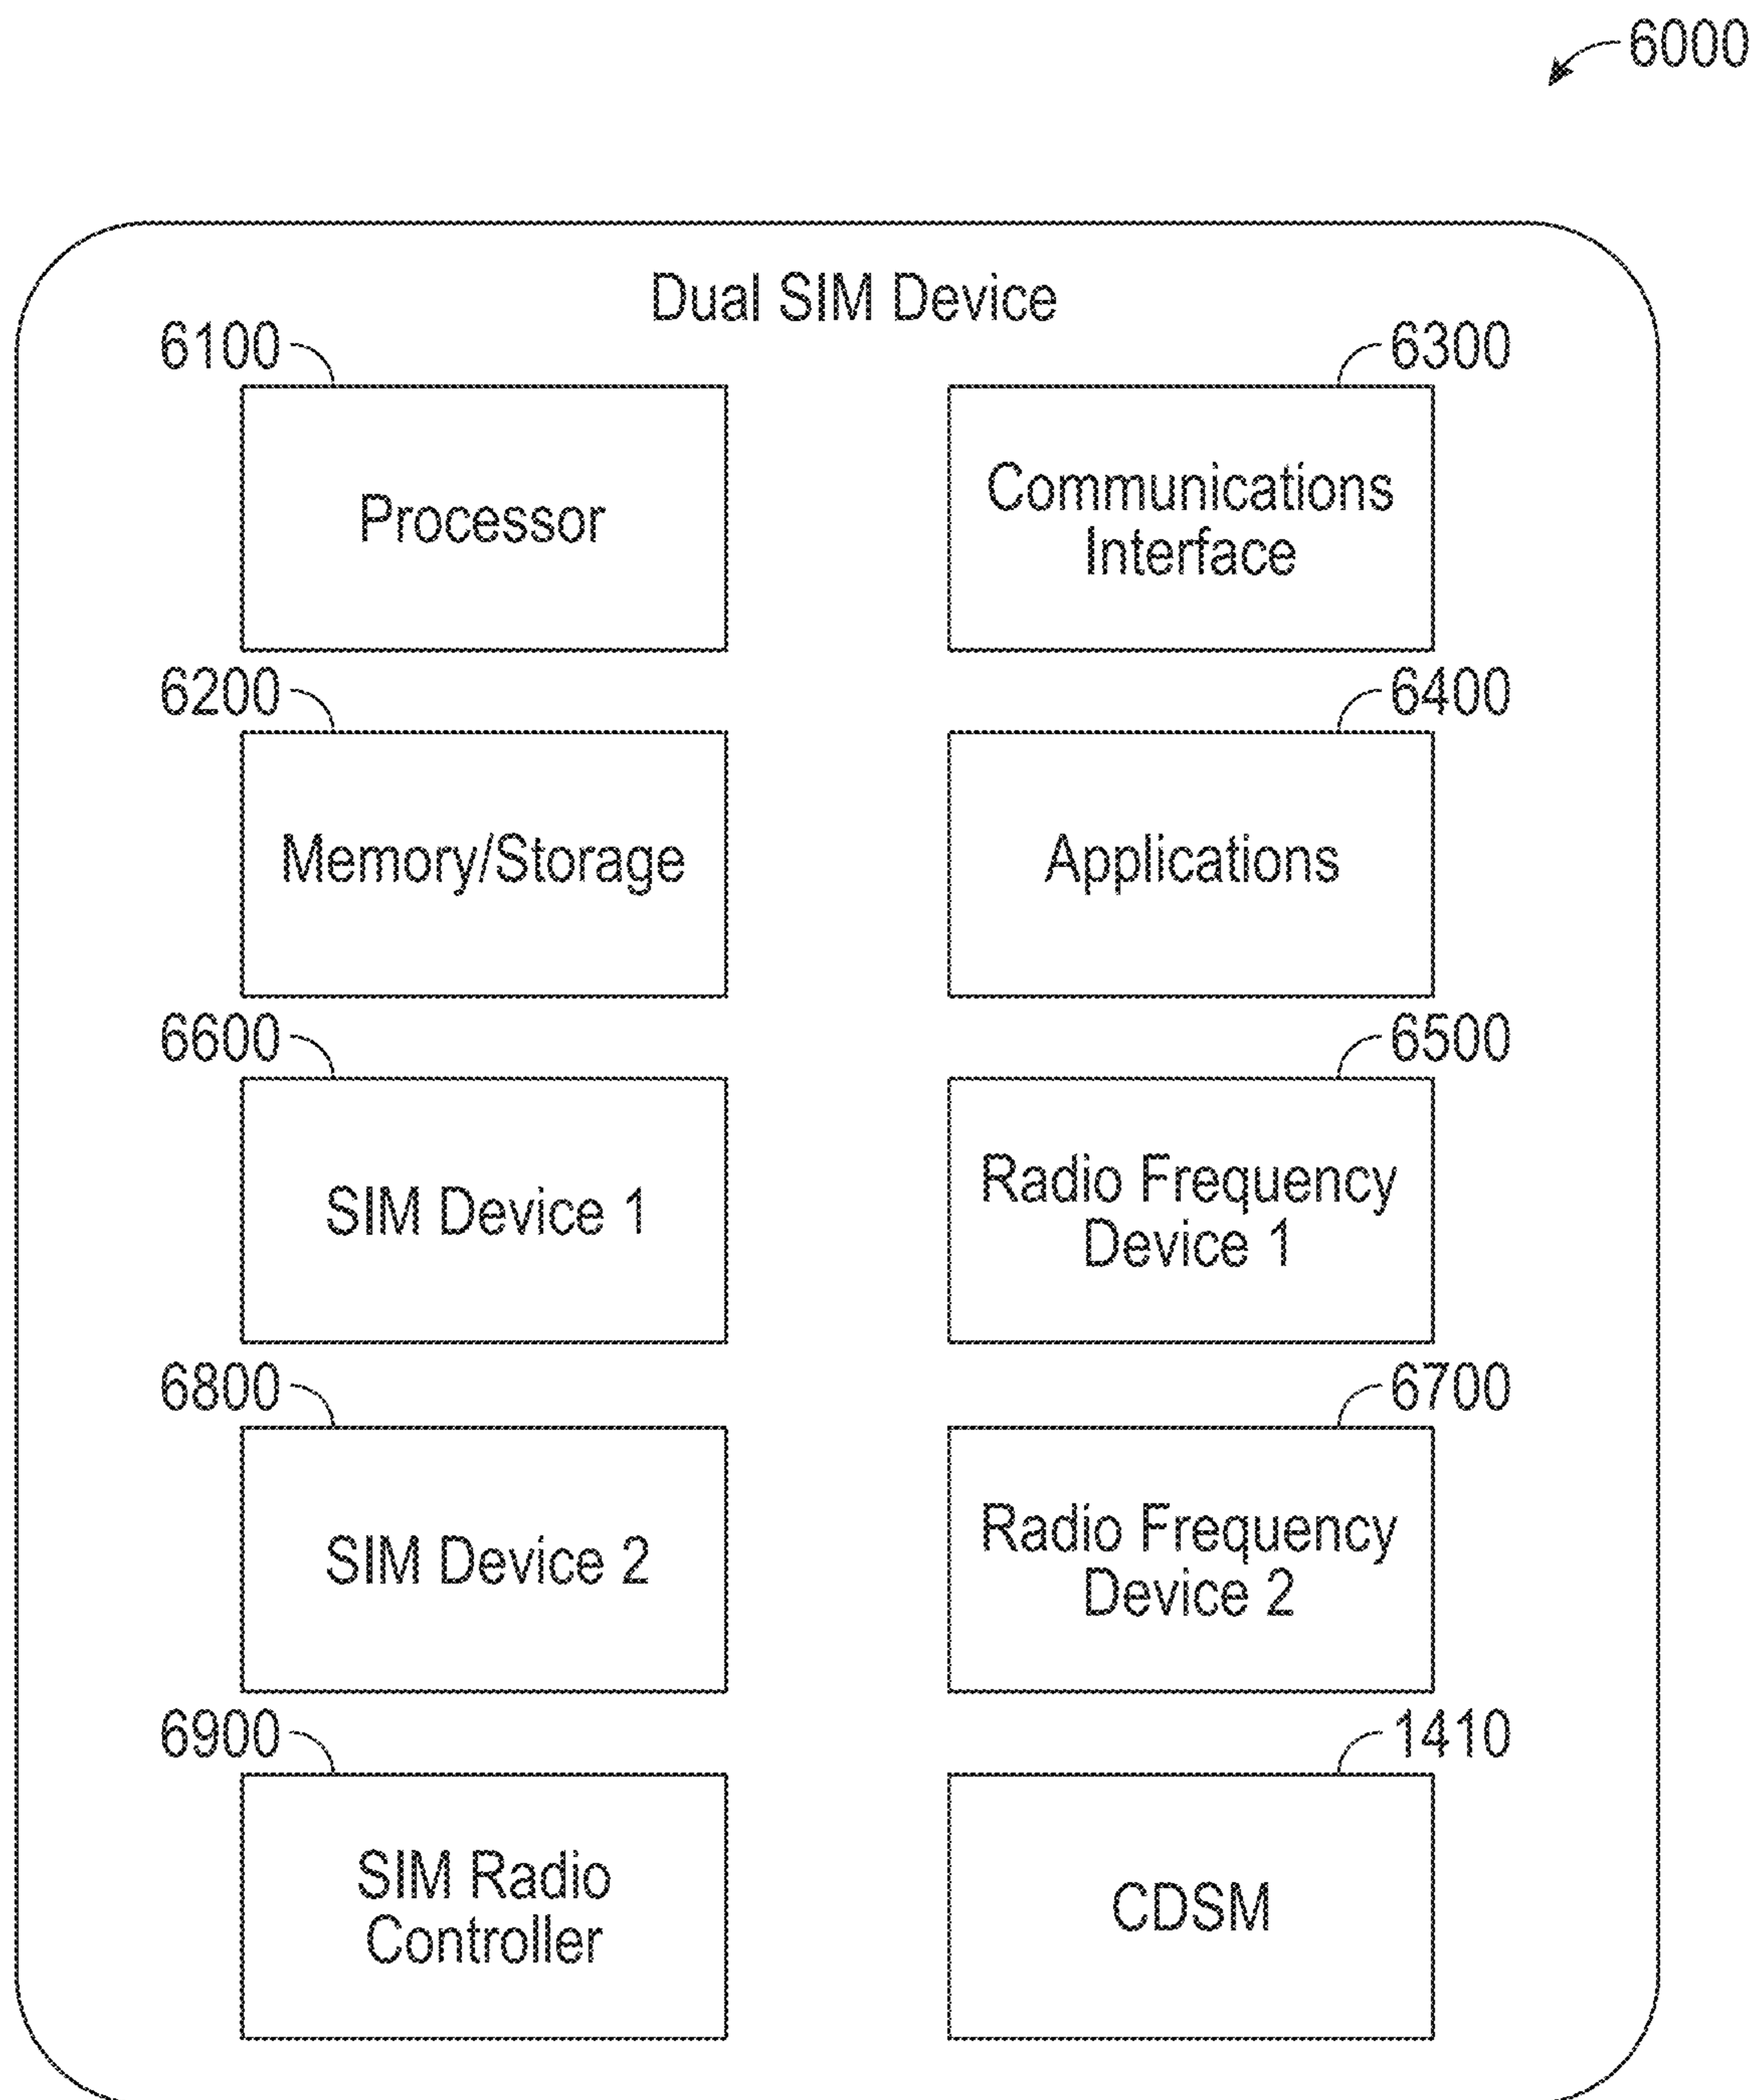 6000
Dual SIM Device
6100
6300
Processor
Communications
Interface
6200
6400
Memory/Storage
Applications
6600
6500
SIM Device 1
Radio Frequency
Device 1
6800
6700
SIM Device 2
Radio Frequency
Device 2
6900
1410
SIM Radio
Controller
CDSM